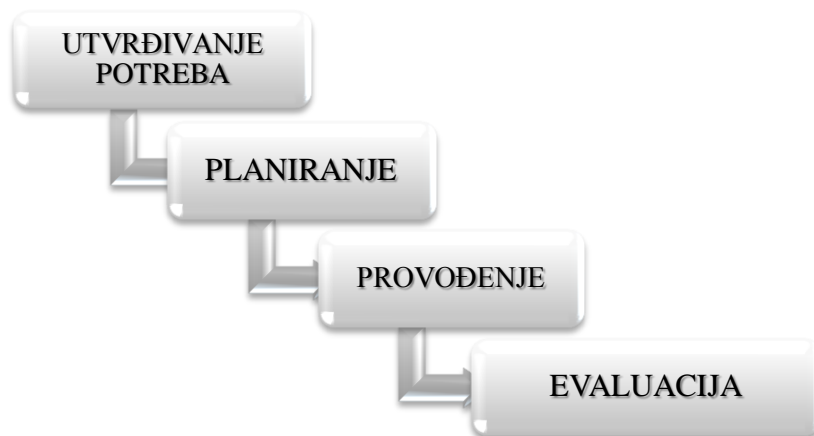 UTVRĐIVANJE
POTREBA
PLANIRANJE
PROVOĐENJE
EVALUACIJA